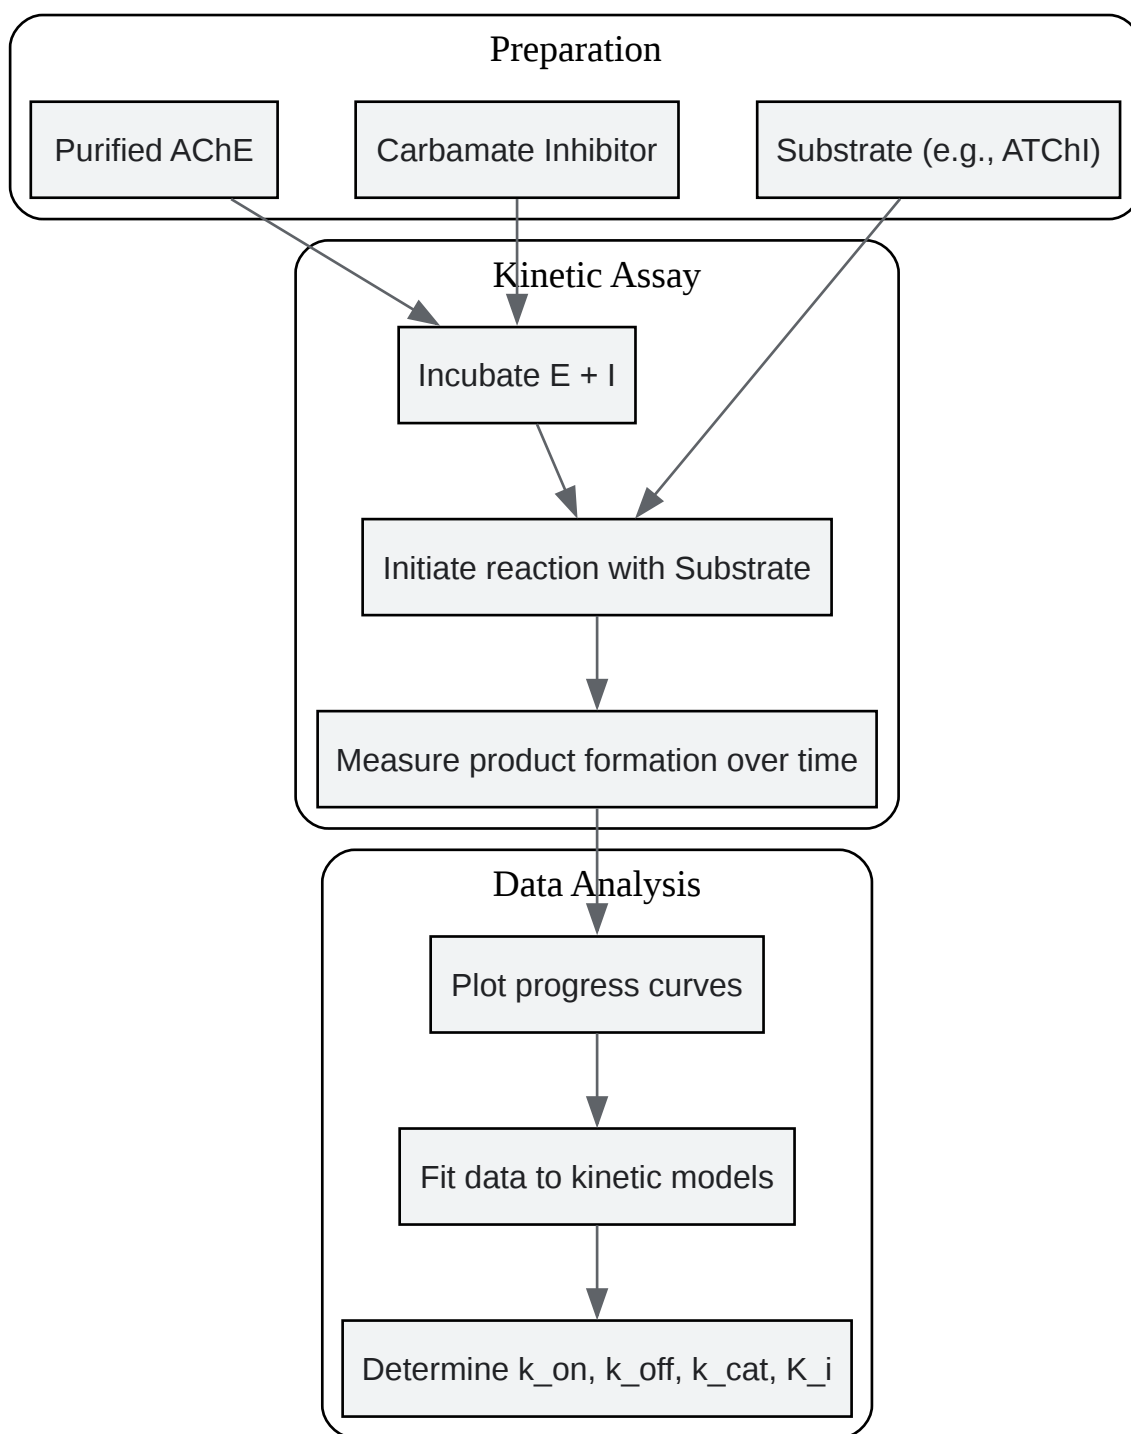 Preparation
Purified AChE
Carbamate Inhibitor
Substrate (e.g., ATChI)
Kinetic Assay
Incubate E + I
Initiate reaction with Substrate
Measure product formation over time
Data Analysis
Plot progress curves
Fit data to kinetic models
Determine k_on, k_off, k_cat, K_i